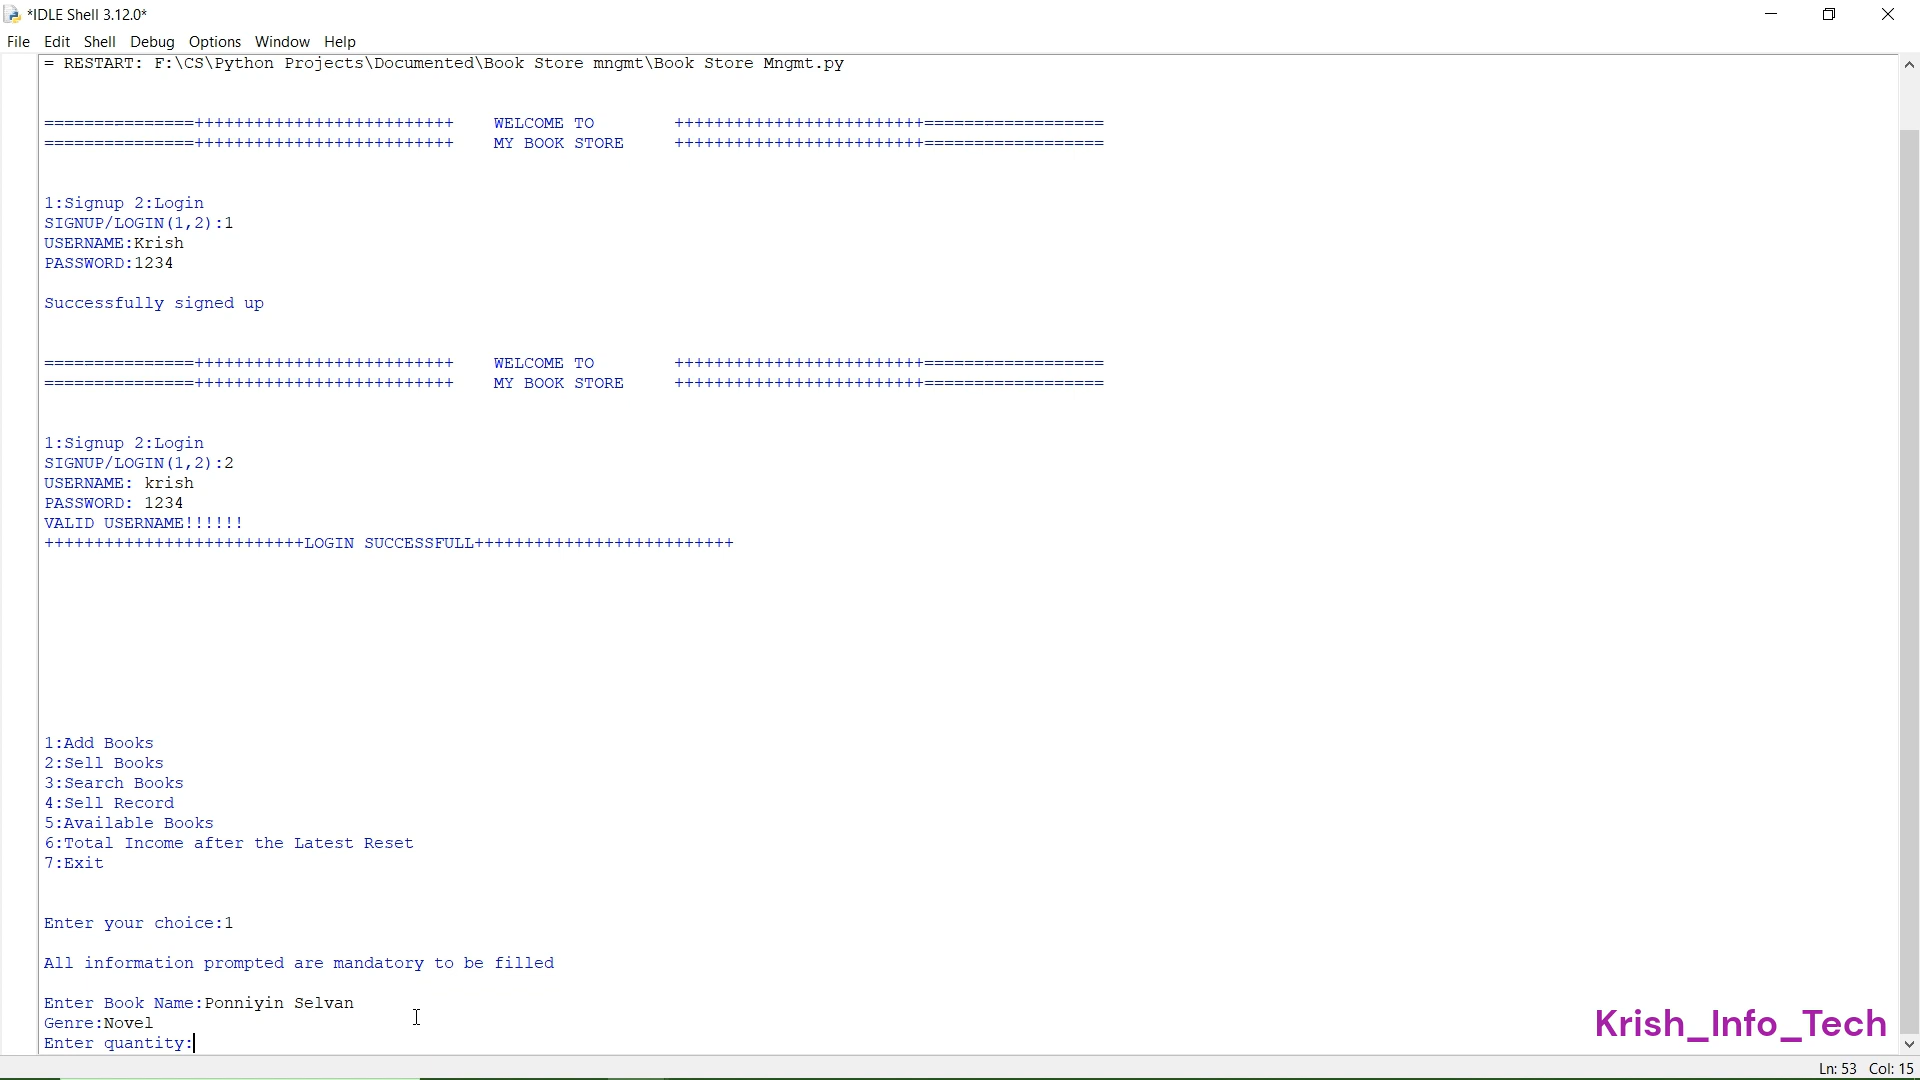 *IDLE Shell 3.12.0*
File Edit Shell Debug Options Window Help
= RESTART: F:\CS\Python Projects\Documented\Book Store mngmt\Book Store Mngmt.py
===============++++++++++++++++++++++++++    WELCOME TO        +++++++++++++++++++++++++==================
===============++++++++++++++++++++++++++    MY BOOK STORE     +++++++++++++++++++++++++==================
1:Signup 2:Login
SIGNUP/LOGIN(1,2):1
USERNAME:Krish
PASSWORD:1234
Successfully signed up
===============++++++++++++++++++++++++++    WELCOME TO        +++++++++++++++++++++++++==================
===============++++++++++++++++++++++++++    MY BOOK STORE     +++++++++++++++++++++++++==================
1:Signup 2:Login
SIGNUP/LOGIN(1,2):2
USERNAME: krish
PASSWORD: 1234
VALID USERNAME!!!!!!
++++++++++++++++++++++++++LOGIN SUCCESSFULL++++++++++++++++++++++++++
1:Add Books
2:Sell Books
3:Search Books
4:Sell Record
5:Available Books
6:Total Income after the Latest Reset
7:Exit
Enter your choice:1
All information prompted are mandatory to be filled
Enter Book Name:Ponniyin Selvan
Genre:Novel
Enter quantity:
Krish_Info_Tech
Ln: 53 Col: 15